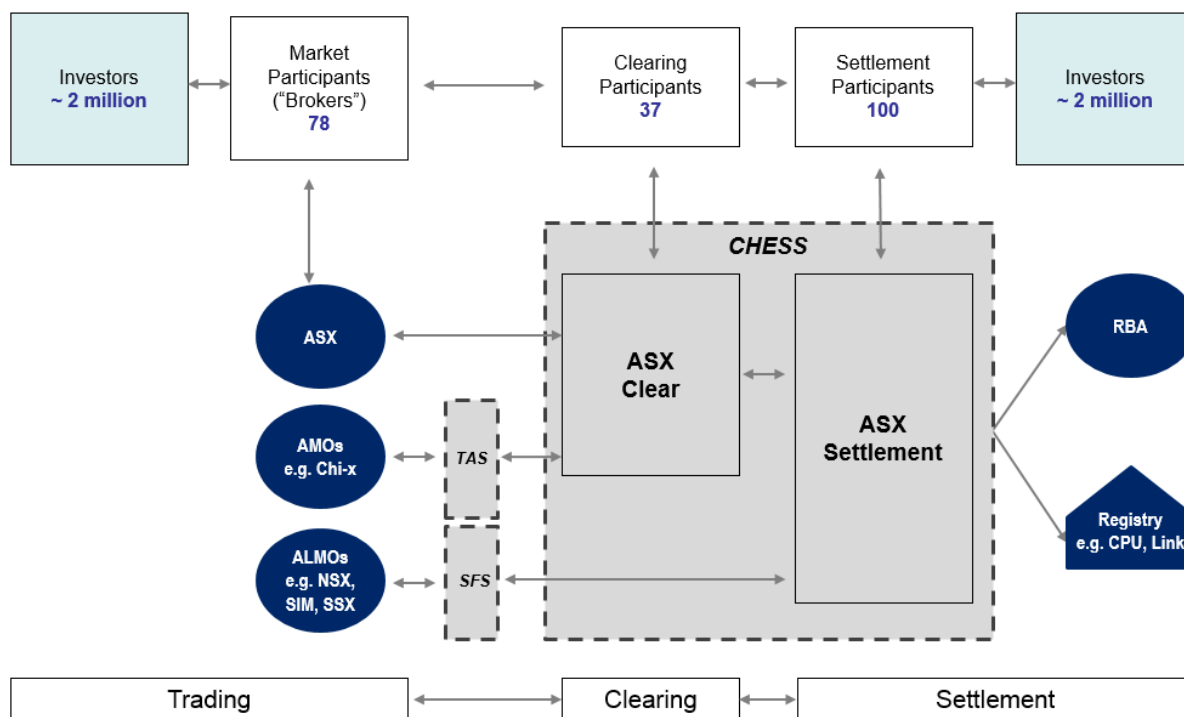 Investors
~ 2 million
Market
Participants
(“Brokers”)
78
Clearing
Participants
37
Settlement
Participants
100
Investors
~ 2 million
CHESS
ASX
ASX
Clear
ASX
Settlement
RBA
AMOs
e.g. Chi-x
TAS
ALMOs
e.g. NSX,
SIM, SSX
SFS
Registry
e.g. CPU, Link
Trading
Clearing
Settlement